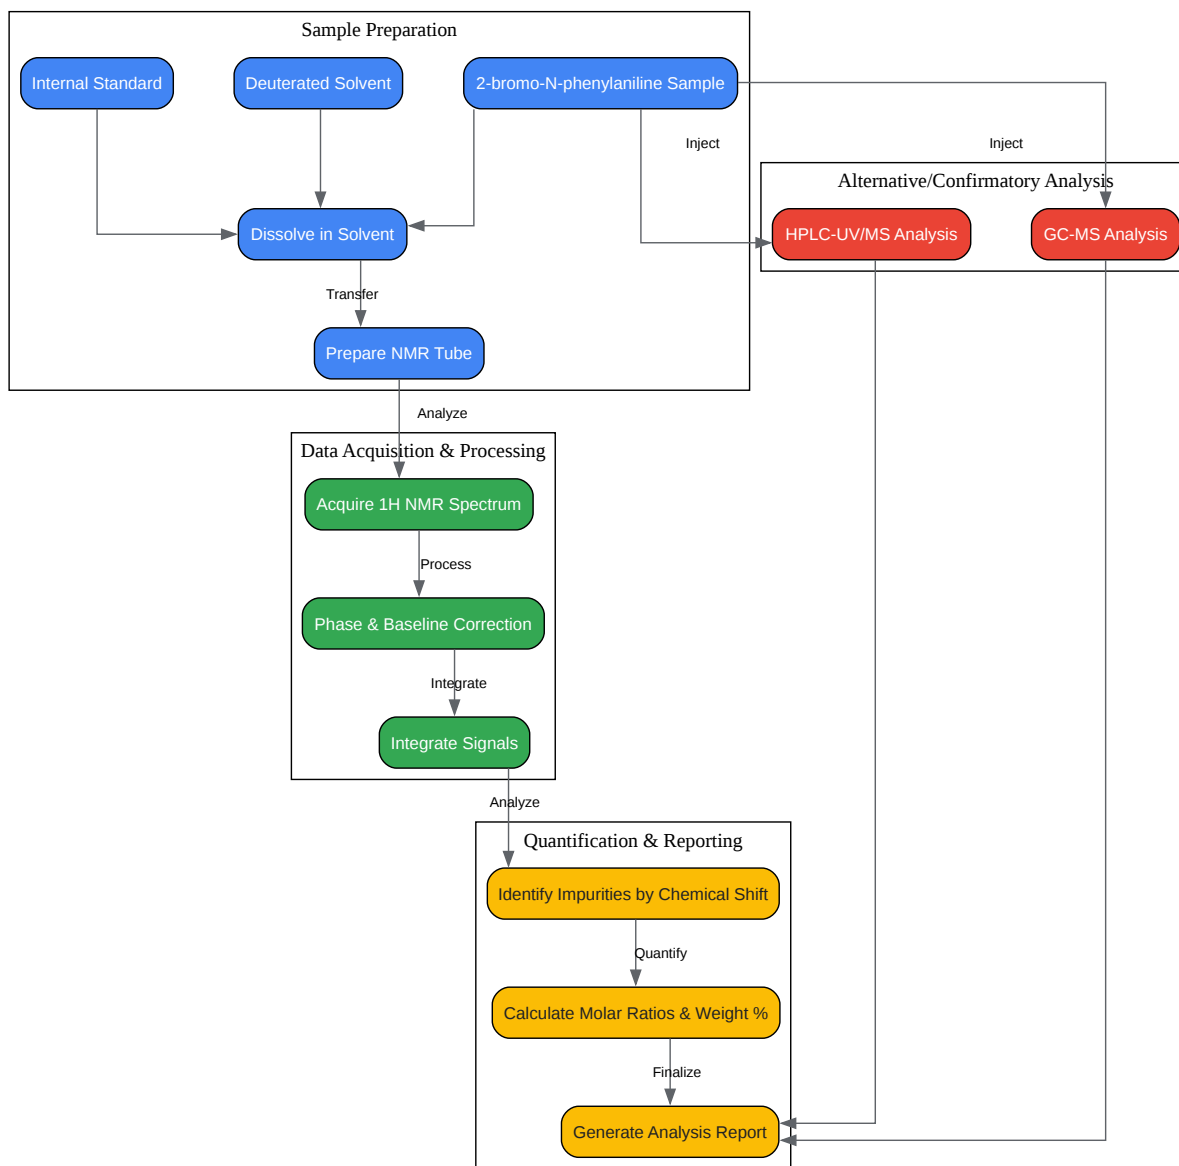 Sample Preparation
Internal Standard
Deuterated Solvent
2-bromo-N-phenylaniline Sample
Inject
Inject
Alternative/Confirmatory Analysis
Dissolve in Solvent
HPLC-UV/MS Analysis
GC-MS Analysis
Transfer
Prepare NMR Tube
Analyze
Data Acquisition & Processing
Acquire 1H NMR Spectrum
Process
Phase & Baseline Correction
Integrate
Integrate Signals
Analyze
Quantification & Reporting
Identify Impurities by Chemical Shift
Quantify
Calculate Molar Ratios & Weight %
Finalize
Generate Analysis Report